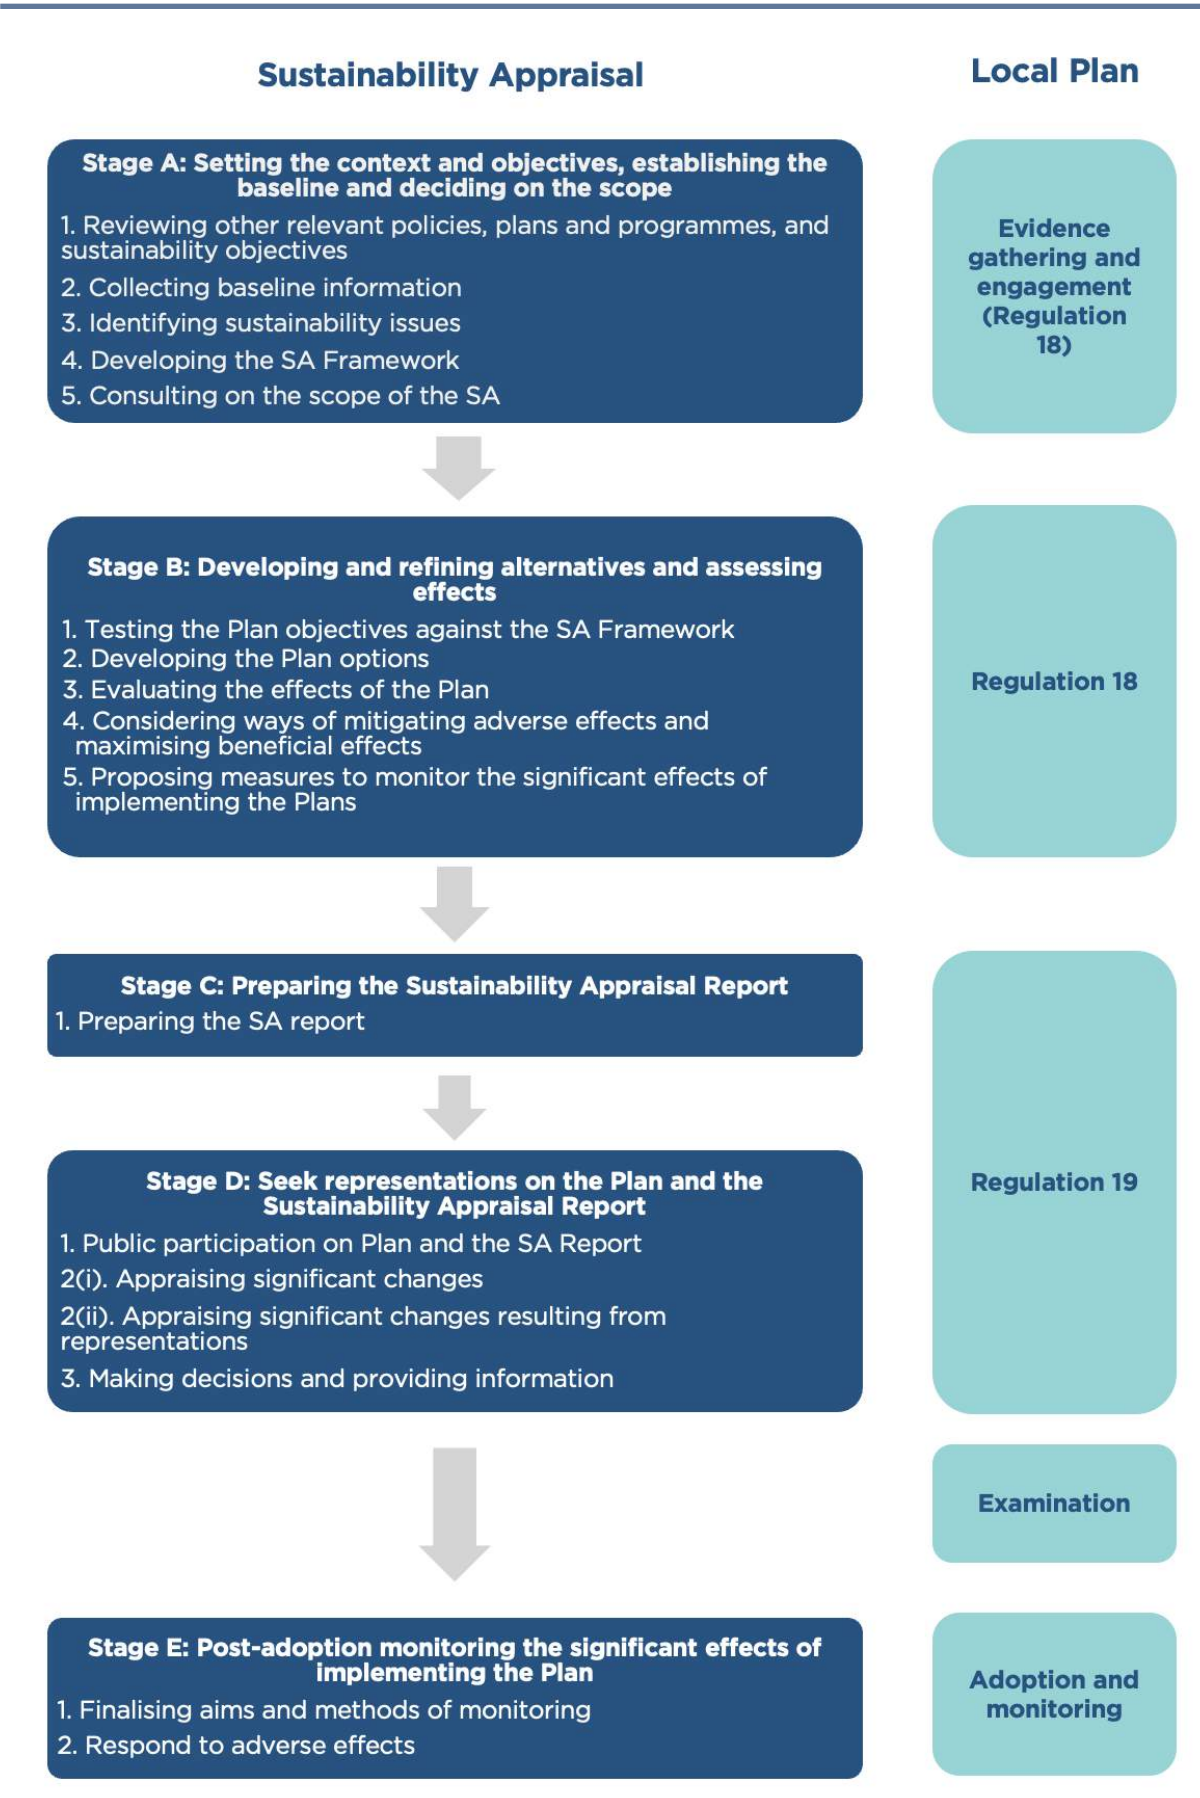 Sustainability Appraisal
Local Plan
Stage A: Setting the context and objectives, establishing the
baseline and deciding on the scope
1. Reviewing other relevant policies, plans and programmes, and
sustainability objectives
2. Collecting baseline information
3. Identifying sustainability issues
4. Developing the SA Framework
5. Consulting on the scope of the SA
Evidence
gathering and
engagement
(Regulation
18)
Stage B: Developing and refining alternatives and assessing
effects
1. Testing the Plan objectives against the SA Framework
2. Developing the Plan options
3. Evaluating the effects of the Plan
4. Considering ways of mitigating adverse effects and
maximising beneficial effects
5. Proposing measures to monitor the significant effects of
implementing the Plans
Regulation 18
Stage C: Preparing the Sustainability Appraisal Report
1. Preparing the SA report
Stage D: Seek representations on the Plan and the
Sustainability Appraisal Report
1. Public participation on Plan and the SA Report
2(i). Appraising significant changes
2(ii). Appraising significant changes resulting from
representations
3. Making decisions and providing information
Regulation 19
Examination
Stage E: Post-adoption monitoring the significant effects of
implementing the Plan
1. Finalising aims and methods of monitoring
2. Respond to adverse effects
Adoption and
monitoring